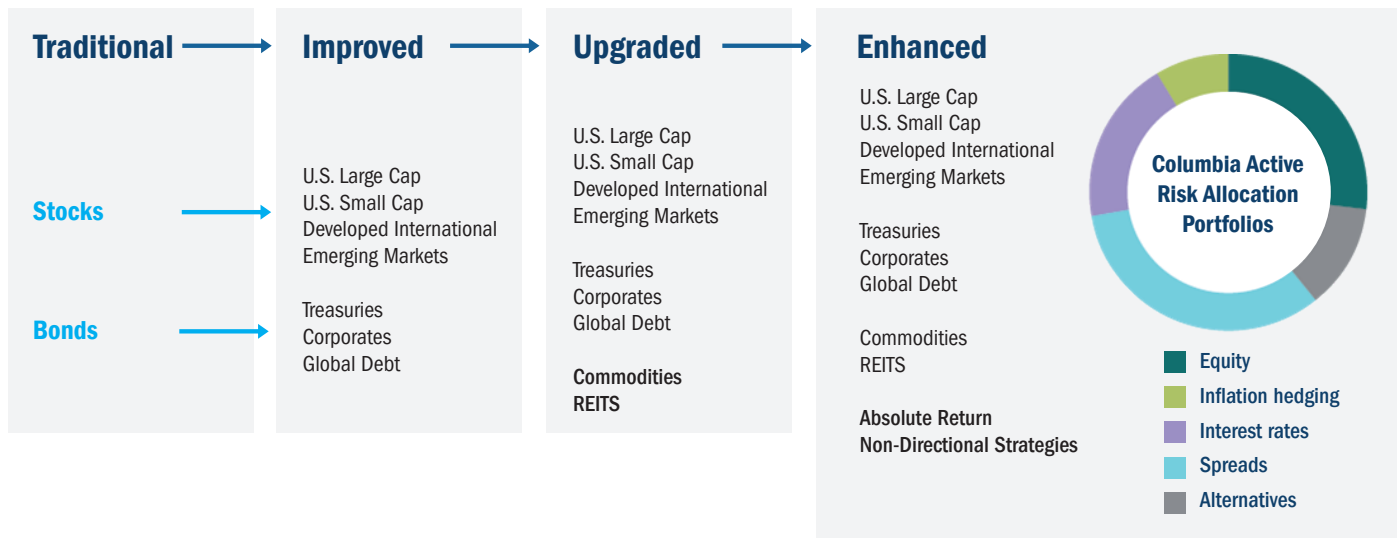 Traditional
Stocks
Bonds
Improved
U.S. Large Cap
U.S. Small Cap
Developed International
Emerging Markets
Treasuries
Corporates
Global Debt
Upgraded
U.S. Large Cap
U.S. Small Cap
Developed International
Emerging Markets
Treasuries
Corporates
Global Debt
Commodities
REITS
Enhanced
U.S. Large Cap
U.S. Small Cap
Developed International
Emerging Markets
Treasuries
Corporates
Global Debt
Commodities
REITS
Absolute Return
Non-Directional Strategies
Columbia Active
Risk Allocation
Portfolios
Equity
Inflation hedging
Interest rates
Spreads
Alternatives